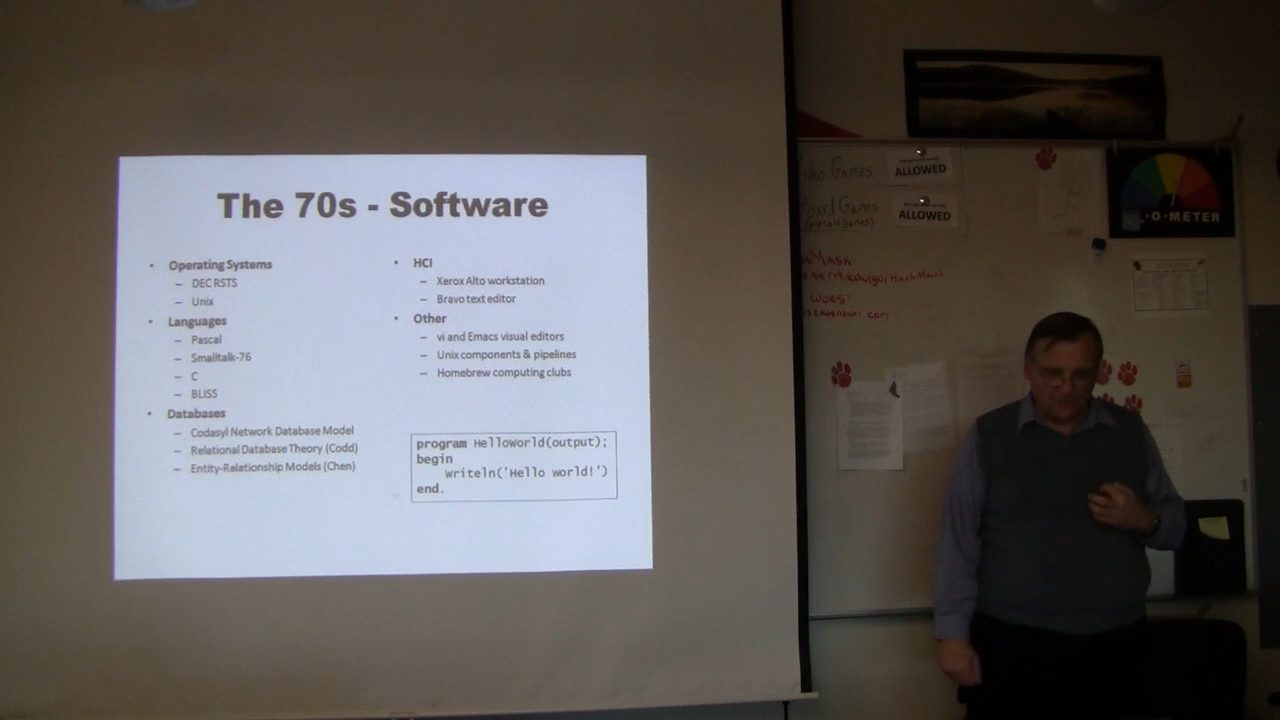 The 70s - Software
• Operating Systems
– DEC RSTS
– Unix
• Languages
– Pascal
– Smalltalk-76
– C
– BLISS
• Databases
– Codasyl Network Database Model
– Relational Database Theory (Codd)
– Entity-Relationship Models (Chen)
• HCI
– Xerox Alto workstation
– Bravo text editor
• Other
– vi and Emacs visual editors
– Unix components & pipelines
– Homebrew computing clubs
program HelloWorld(output);
begin
writeln('Hello world!')
end.
Games
ALLOWED
Games
ALLOWED
-O-METER